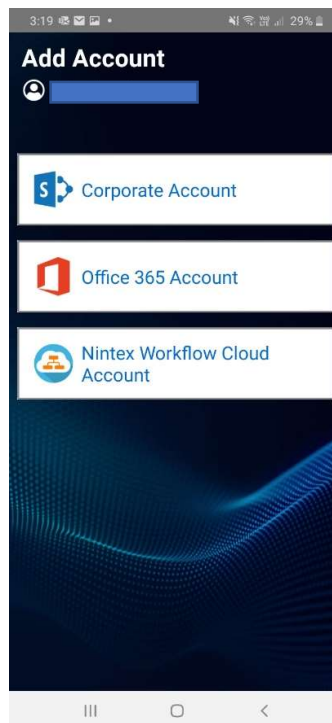 3:19 29%
Add Account
S Corporate Account
Office 365 Account
Nintex Workflow Cloud
Account